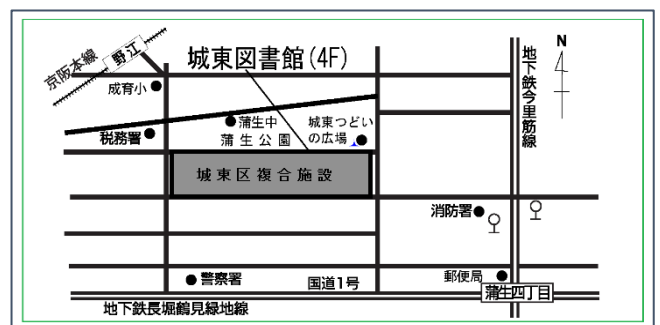 京阪本線
野江
城東図書館(4F)
N
成育小
地下鉄今里筋線
税務署
蒲生中
蒲生公園
城東つどい
の広場
城東区複合施設
消防署
警察署
国道1号
郵便局
蒲生四丁目
地下鉄長堀鶴見緑地線